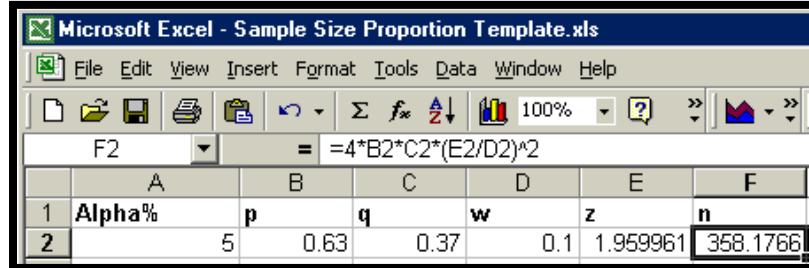 Microsoft Excel - Sample Size Proportion Template.xls
File Edit View Insert Format Tools Data Window Help
Σ fx A Z 100% ? » »
F2 = =4*B2*C2*(E2/D2)^2
A B C D E F
1 Alpha% p q w z n
2 5 0.63 0.37 0.1 1.959961 358.1766